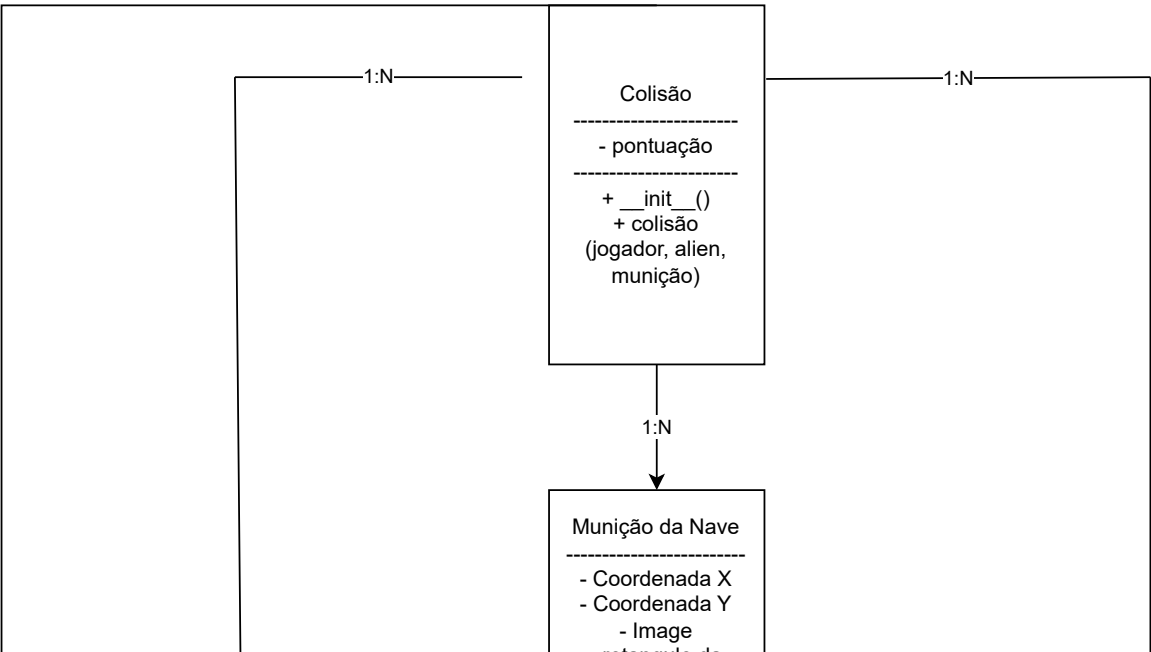 1:N
1:N
Colisão
-----------------------
- pontuação
-----------------------
+ __init__()
+ colisão
(jogador, alien,
munição)
1:N
Munição da Nave
-------------------------
- Coordenada X
- Coordenada Y
- Image